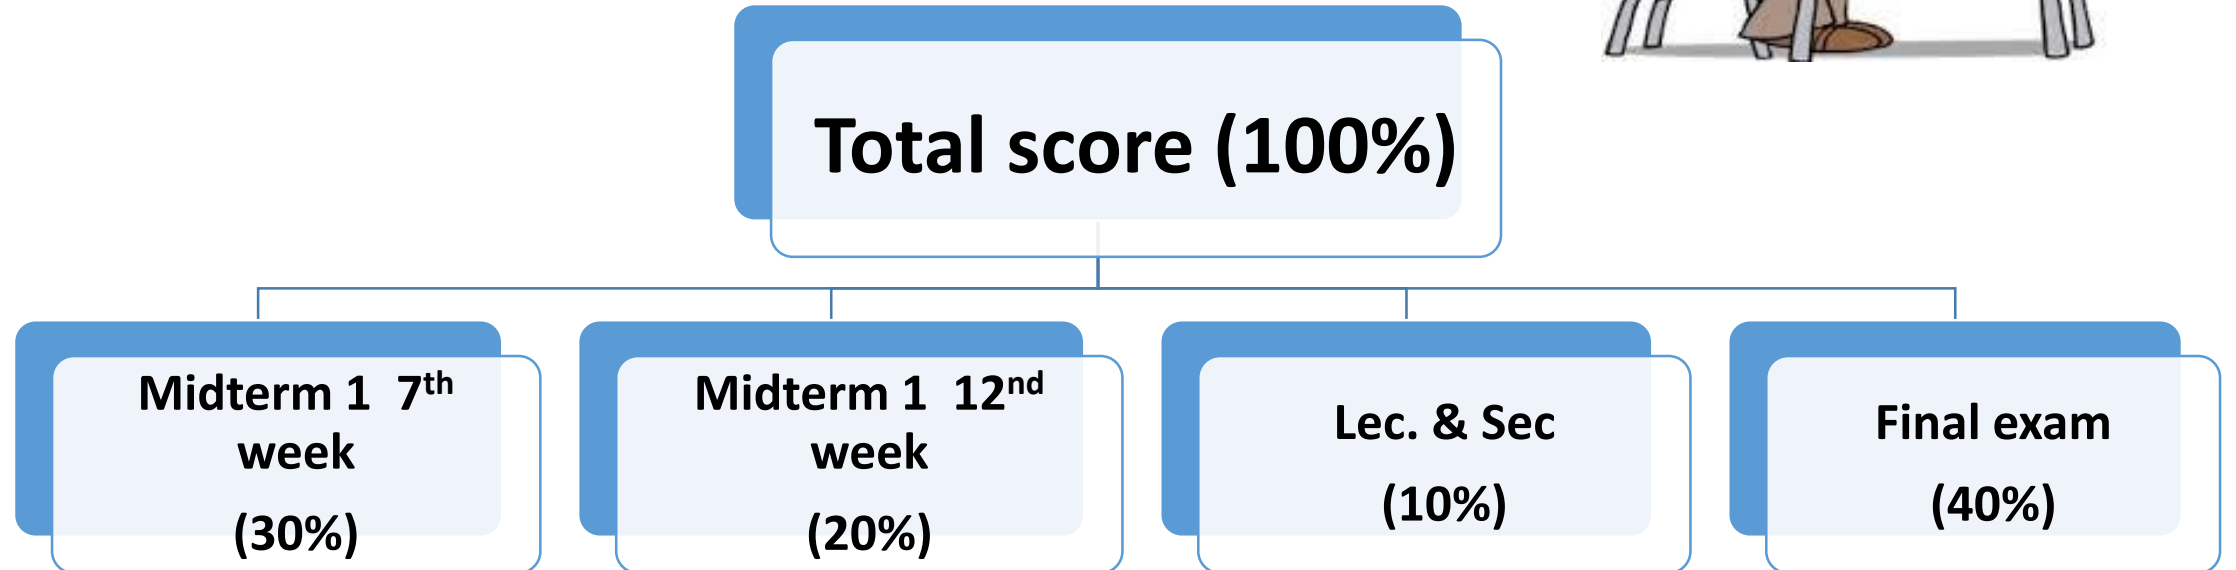 Total score (100%)
Midterm 1 7th
week
(30%)
Midterm 1 12nd
week
(20%)
Lec. & Sec
(10%)
Final exam
(40%)